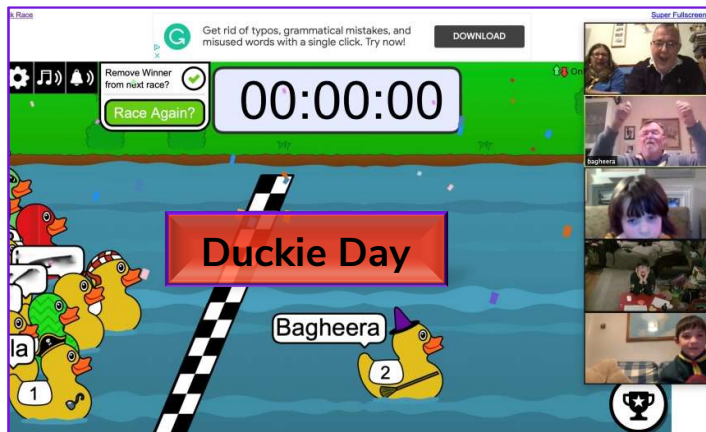 k Race
Super Fullscreen
Get rid of typos, grammatical mistakes, and
misused words with a single click. Try now!
DOWNLOAD
Remove Winner
from next race?
Race Again?
00:00:00
On
bagheera
Duckie Day
Bagheera
la
2
1